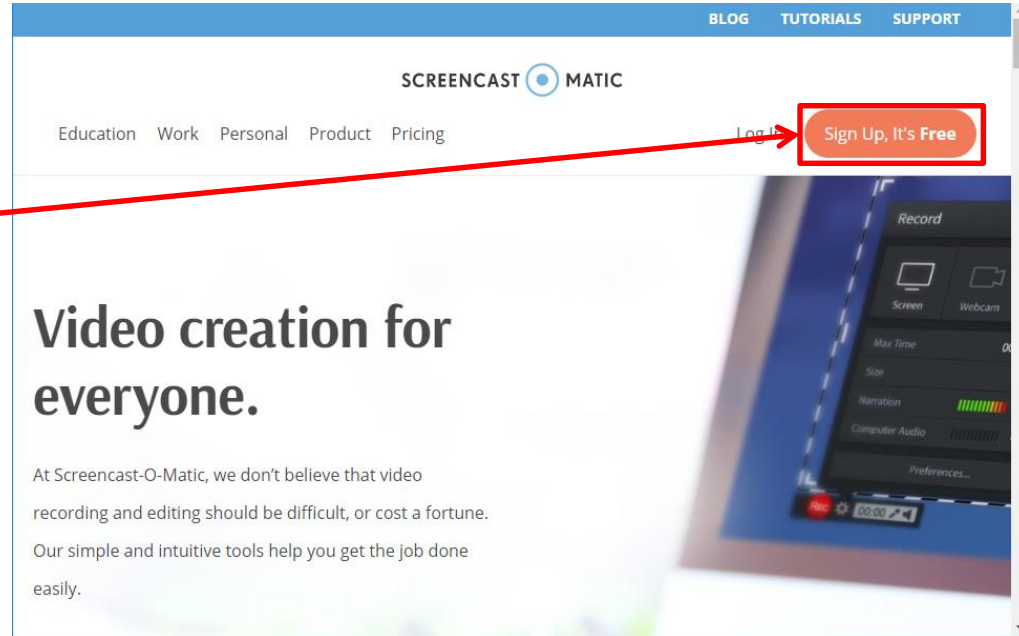 BLOG TUTORIALS SUPPORT
SCREENCAST MATIC
Education Work Personal Product Pricing
Log In Sign Up, It's Free
Video creation for
everyone.
At Screencast-O-Matic, we don’t believe that video
recording and editing should be difficult, or cost a fortune.
Our simple and intuitive tools help you get the job done
easily.
Record
Screen Webcam
Max Time
Size
Narration
Computer Audio
Preferences...
Rec 00:00